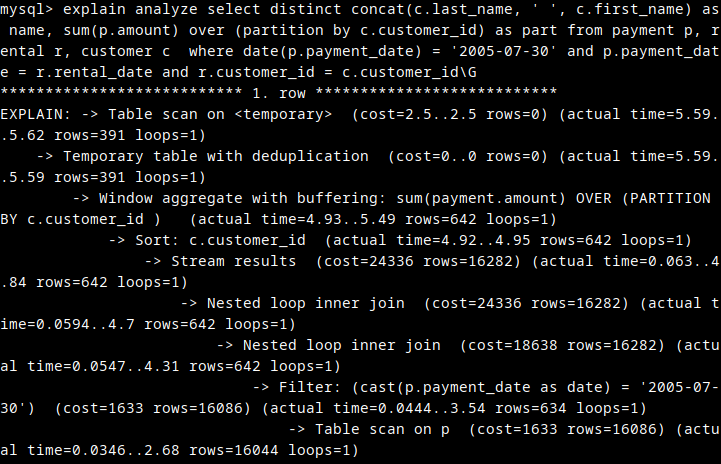 mysql> explain analyze select distinct concat(c.last_name, ' ', c.first_name) as
 name, sum(p.amount) over (partition by c.customer_id) as part from payment p, r
ental r, customer c  where date(p.payment_date) = '2005-07-30' and p.payment_dat
e = r.rental_date and r.customer_id = c.customer_id\G
*************************** 1. row ***************************
EXPLAIN: -> Table scan on <temporary>  (cost=2.5..2.5 rows=0) (actual time=5.59.
.5.62 rows=391 loops=1)
    -> Temporary table with deduplication  (cost=0..0 rows=0) (actual time=5.59.
.5.59 rows=391 loops=1)
        -> Window aggregate with buffering: sum(payment.amount) OVER (PARTITION
BY c.customer_id )   (actual time=4.93..5.49 rows=642 loops=1)
            -> Sort: c.customer_id  (actual time=4.92..4.95 rows=642 loops=1)
                -> Stream results  (cost=24336 rows=16282) (actual time=0.063..4
.84 rows=642 loops=1)
                    -> Nested loop inner join  (cost=24336 rows=16282) (actual t
ime=0.0594..4.7 rows=642 loops=1)
                        -> Nested loop inner join  (cost=18638 rows=16282) (actu
al time=0.0547..4.31 rows=642 loops=1)
                            -> Filter: (cast(p.payment_date as date) = '2005-07-
30')  (cost=1633 rows=16086) (actual time=0.0444..3.54 rows=634 loops=1)
                                -> Table scan on p  (cost=1633 rows=16086) (actu
al time=0.0346..2.68 rows=16044 loops=1)